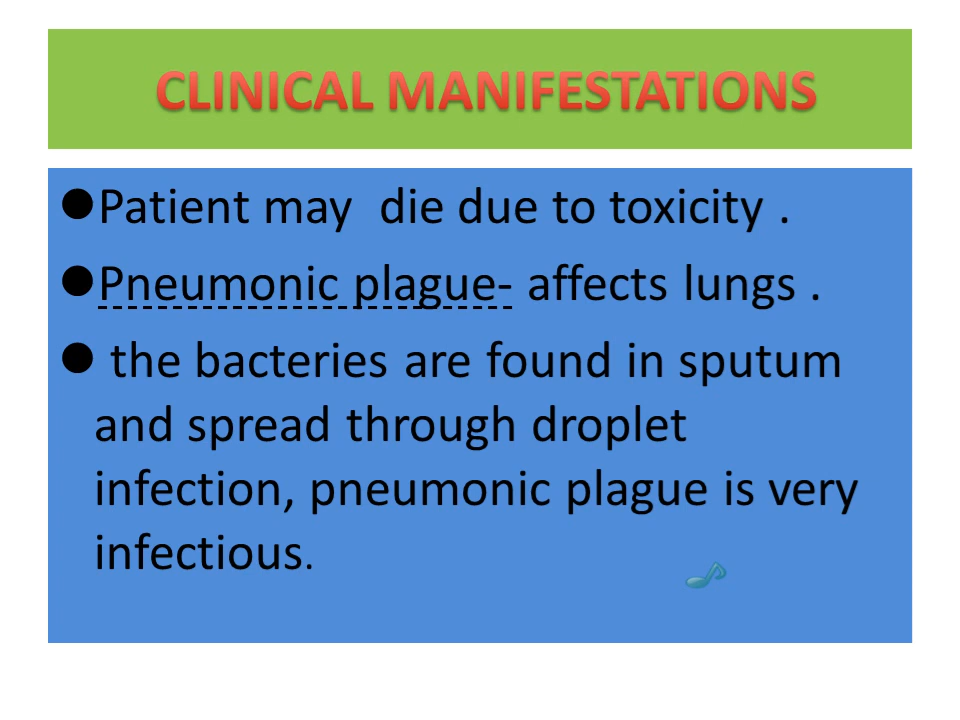 CLINICAL MANIFESTATIONS
●Patient may  die due to toxicity .
●Pneumonic plague- affects lungs .
● the bacteries are found in sputum
and spread through droplet
infection, pneumonic plague is very
infectious.